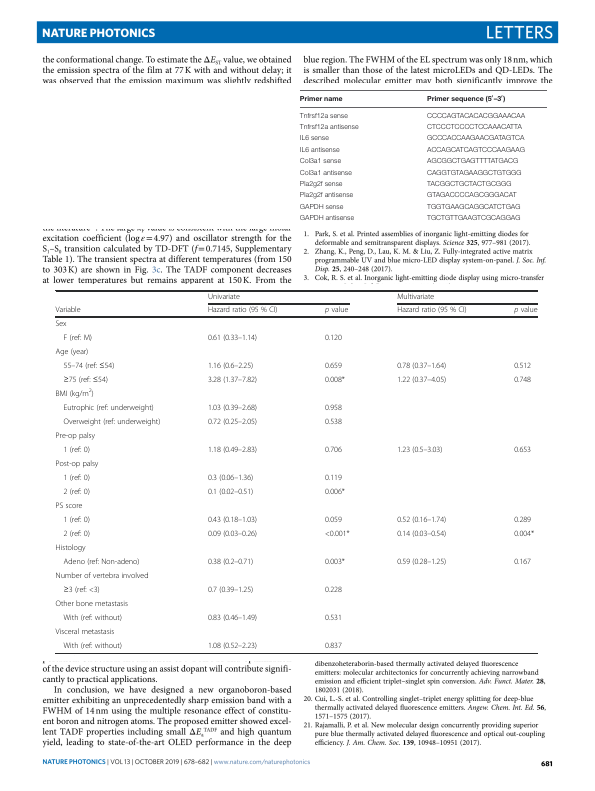 NATURE PHOTONICS
LETTERS
the conformational change. To estimate the ΔE_ST value, we obtained
the emission spectra of the film at 77 K with and without delay; it
was observed that the emission maximum was slightly redshifted
excitation coefficient (log ε = 4.97) and oscillator strength for the
S₁–S₀ transition calculated by TD-DFT (f = 0.7145, Supplementary
Table 1). The transient spectra at different temperatures (from 150
to 303 K) are shown in Fig. 3c. The TADF component decreases
at lower temperatures but remains apparent at 150 K. From the
blue region. The FWHM of the EL spectrum was only 18 nm, which
is smaller than those of the latest microLEDs and QD-LEDs. The
described molecular emitter may both significantly improve the
Primer name Primer sequence (5′–3′)
Tnfrsf12a sense CCCCAGTACACACGGAAACAA
Tnfrsf12a antisense CTCCCTCCCCTCCAAACATTA
IL6 sense GCCCACCAAGAACGATAGTCA
IL6 antisense ACCAGCATCAGTCCCAAGAAG
Col3a1 sense AGCGGCTGAGTTTTATGACG
Col3a1 antisense CAGGTGTAGAAGGCTGTGGG
Pla2g2f sense TACGGCTGCTACTGCGGG
Pla2g2f antisense GTAGACCCCAGCGGGACAT
GAPDH sense TGGTGAAGCAGGCATCTGAG
GAPDH antisense TGCTGTTGAAGTCGCAGGAG
1. Park, S. et al. Printed assemblies of inorganic light-emitting diodes for
deformable and semitransparent displays. Science 325, 977–981 (2017).
2. Zhang, K., Peng, D., Lau, K. M. & Liu, Z. Fully-integrated active matrix
programmable UV and blue micro-LED display system-on-panel. J. Soc. Inf.
Disp. 25, 240–248 (2017).
3. Cok, R. S. et al. Inorganic light-emitting diode display using micro-transfer
Univariate Multivariate
Variable Hazard ratio (95 % CI) p value Hazard ratio (95 % CI) p value
Sex
F (ref: M) 0.61 (0.33–1.14) 0.120
Age (year)
55–74 (ref: ≤54) 1.16 (0.6–2.25) 0.659 0.78 (0.37–1.64) 0.512
≥75 (ref: ≤54) 3.28 (1.37–7.82) 0.008* 1.22 (0.37–4.05) 0.748
BMI (kg/m²)
Eutrophic (ref: underweight) 1.03 (0.39–2.68) 0.958
Overweight (ref: underweight) 0.72 (0.25–2.05) 0.538
Pre-op palsy
1 (ref: 0) 1.18 (0.49–2.83) 0.706 1.23 (0.5–3.03) 0.653
Post-op palsy
1 (ref: 0) 0.3 (0.06–1.36) 0.119
2 (ref: 0) 0.1 (0.02–0.51) 0.006*
PS score
1 (ref: 0) 0.43 (0.18–1.03) 0.059 0.52 (0.16–1.74) 0.289
2 (ref: 0) 0.09 (0.03–0.26) <0.001* 0.14 (0.03–0.54) 0.004*
Histology
Adeno (ref: Non-adeno) 0.38 (0.2–0.71) 0.003* 0.59 (0.28–1.25) 0.167
Number of vertebra involved
≥3 (ref: <3) 0.7 (0.39–1.25) 0.228
Other bone metastasis
With (ref: without) 0.83 (0.46–1.49) 0.531
Visceral metastasis
With (ref: without) 1.08 (0.52–2.23) 0.837
of the device structure using an assist dopant will contribute signifi-
cantly to practical applications.
In conclusion, we have designed a new organoboron-based
emitter exhibiting an unprecedentedly sharp emission band with a
FWHM of 14 nm using the multiple resonance effect of constitu-
ent boron and nitrogen atoms. The proposed emitter showed excel-
lent TADF properties including small ΔEₐᵀᴬᴰᶠ and high quantum
yield, leading to state-of-the-art OLED performance in the deep
dibenzoheteraborin-based thermally activated delayed fluorescence
emitters: molecular architectonics for concurrently achieving narrowband
emission and efficient triplet–singlet spin conversion. Adv. Funct. Mater. 28,
1802031 (2018).
20. Cui, L.-S. et al. Controlling singlet–triplet energy splitting for deep-blue
thermally activated delayed fluorescence emitters. Angew. Chem. Int. Ed. 56,
1571–1575 (2017).
21. Rajamalli, P. et al. New molecular design concurrently providing superior
pure blue thermally activated delayed fluorescence and optical out-coupling
efficiency. J. Am. Chem. Soc. 139, 10948–10951 (2017).
NATURE PHOTONICS | VOL 13 | OCTOBER 2019 | 678–682 | www.nature.com/naturephotonics
681